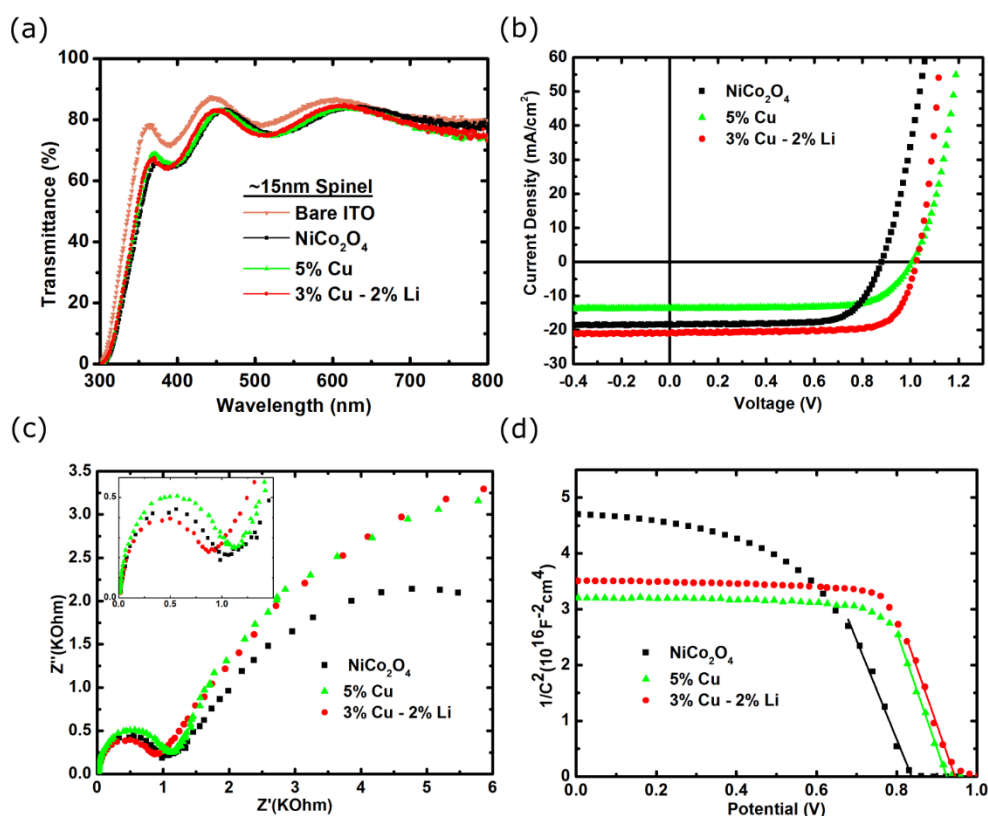 (a)
100
80
60
40
20
0
300 400 500 600 700 800
Transmittance (%)
Wavelength (nm)
~15nm Spinel
Bare ITO
NiCo₂O₄
5% Cu
3% Cu - 2% Li
(b)
60
50
40
30
20
10
0
-10
-20
-30
-0.4 -0.2 0.0 0.2 0.4 0.6 0.8 1.0 1.2
Current Density (mA/cm²)
Voltage (V)
NiCo₂O₄
5% Cu
3% Cu - 2% Li
(c)
3.5
3.0
2.5
2.0
1.5
1.0
0.5
0.0
0 1 2 3 4 5 6
Z''(KOhm)
Z'(KOhm)
0.5
0.0
0.0 0.5 1.0
NiCo₂O₄
5% Cu
3% Cu - 2% Li
(d)
5
4
3
2
1
0
0.0 0.2 0.4 0.6 0.8 1.0
1/C²(10¹⁶F⁻²cm4)
Potential (V)
NiCo₂O₄
5% Cu
3% Cu - 2% Li